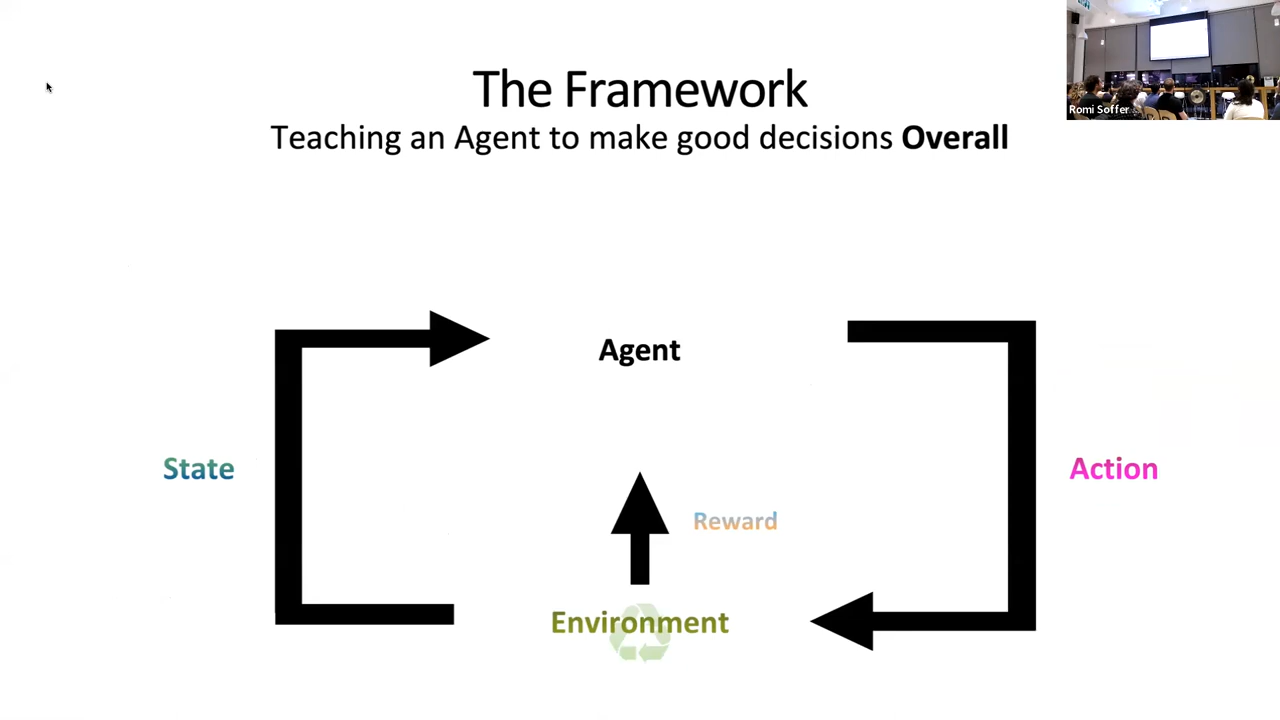 The Framework
Teaching an Agent to make good decisions Overall
Romi Soffer
Agent
State
Action
Reward
Environment